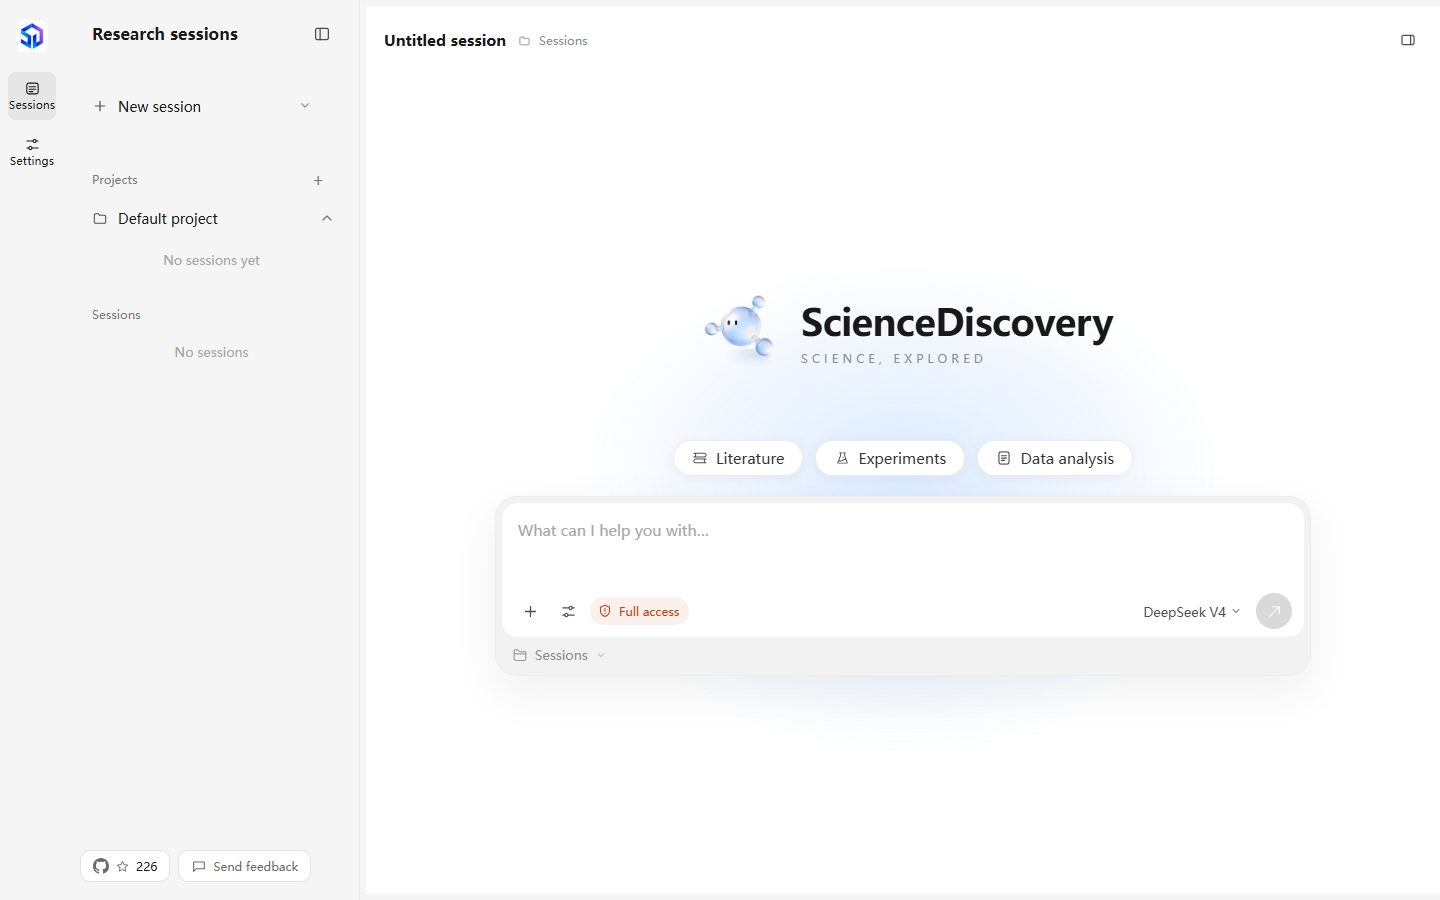 Research sessions
Sessions
Settings
New session
Projects
Default project
No sessions yet
Sessions
No sessions
226
Send feedback
Untitled session
Sessions
ScienceDiscovery
SCIENCE, EXPLORED
Literature
Experiments
Data analysis
What can I help you with...
Full access
DeepSeek V4
Sessions